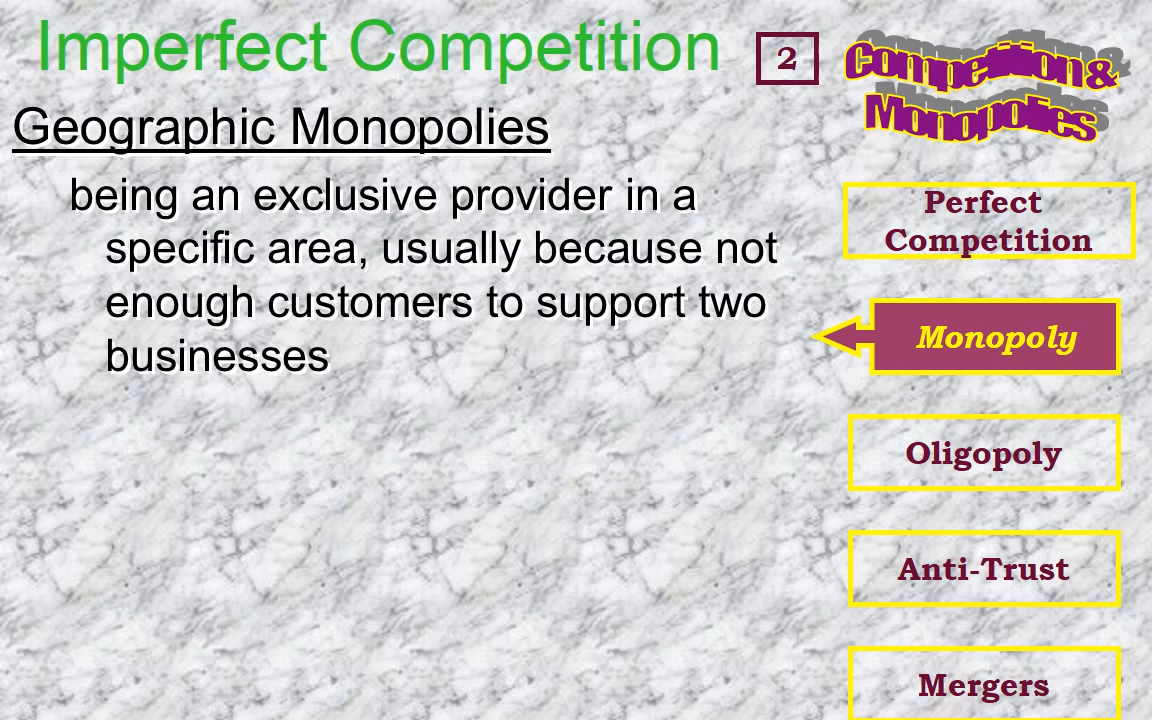 Imperfect Competition
2
Competition &
Monopolies
Geographic Monopolies
being an exclusive provider in a
specific area, usually because not
enough customers to support two
businesses
Perfect
Competition
Monopoly
Oligopoly
Anti-Trust
Mergers